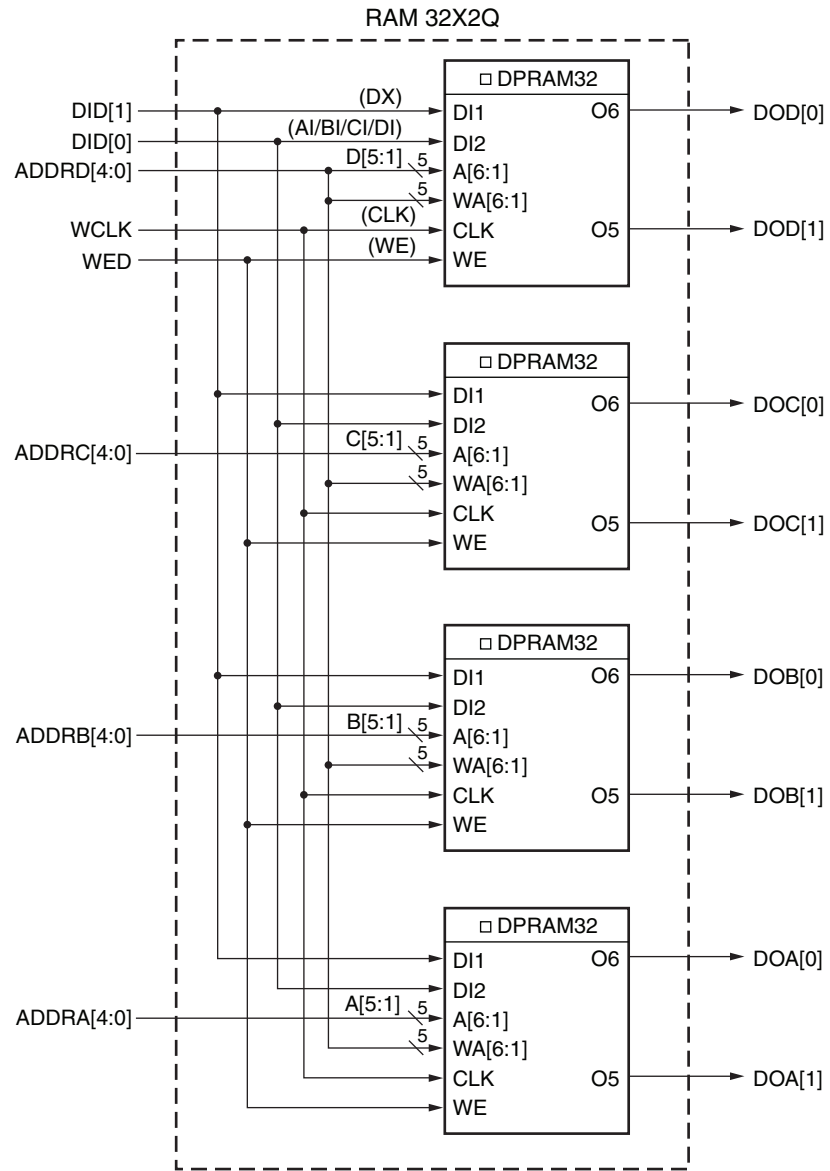 RAM 32X2Q
DPRAM32
DID[1] (DX) DI1 O6 DOD[0]
DID[0] (AI/BI/CI/DI) DI2
ADDRD[4:0] D[5:1] 5 A[6:1]
5 WA[6:1]
WCLK (CLK) CLK O5 DOD[1]
WED (WE) WE
DPRAM32
DI1 O6 DOC[0]
DI2
ADDRC[4:0] C[5:1] 5 A[6:1]
5 WA[6:1]
CLK O5 DOC[1]
WE
DPRAM32
DI1 O6 DOB[0]
DI2
ADDRB[4:0] B[5:1] 5 A[6:1]
5 WA[6:1]
CLK O5 DOB[1]
WE
DPRAM32
DI1 O6 DOA[0]
DI2
ADDRA[4:0] A[5:1] 5 A[6:1]
5 WA[6:1]
CLK O5 DOA[1]
WE